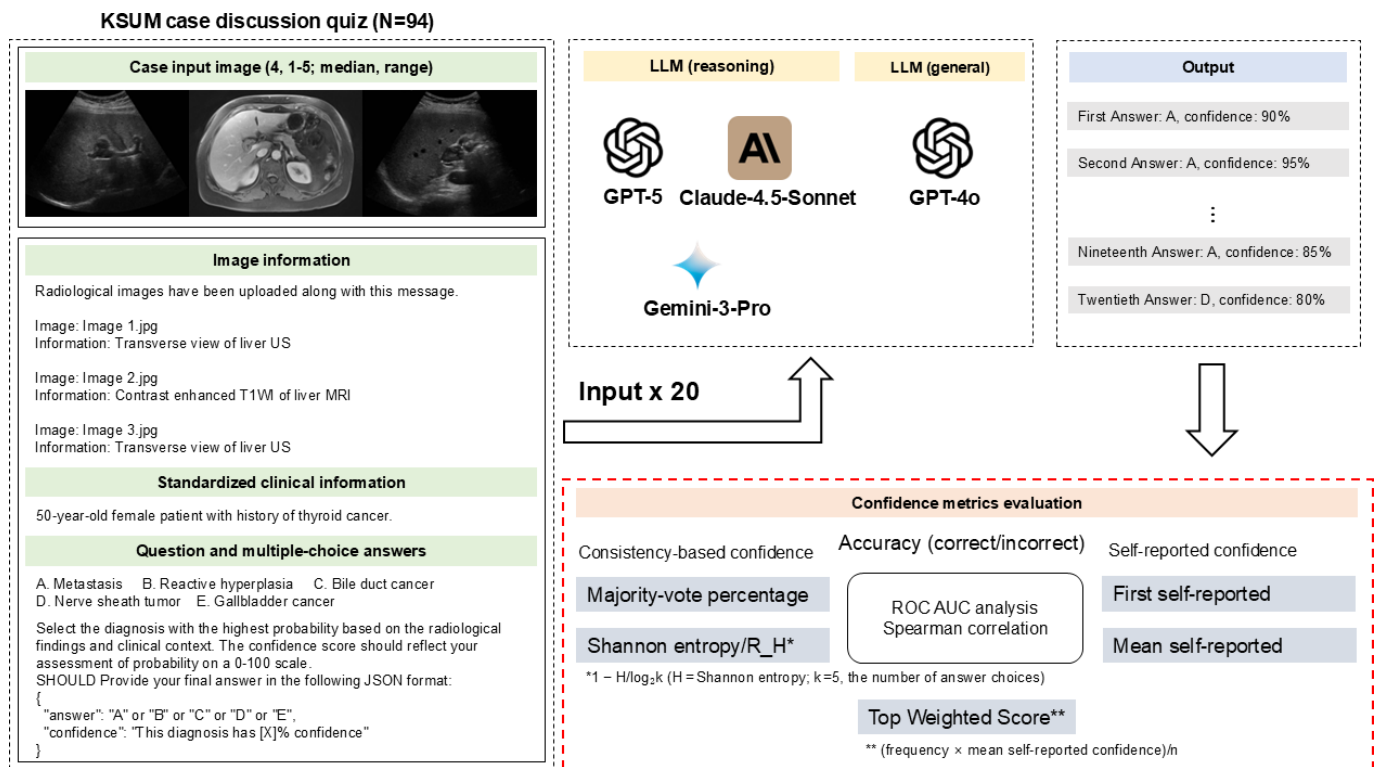 KSUM case discussion quiz (N=94)
Case input image (4, 1-5; median, range)
Image information
Radiological images have been uploaded along with this message.
Image: Image 1.jpg
Information: Transverse view of liver US
Image: Image 2.jpg
Information: Contrast enhanced T1WI of liver MRI
Image: Image 3.jpg
Information: Transverse view of liver US
Standardized clinical information
50-year-old female patient with history of thyroid cancer.
Question and multiple-choice answers
A. Metastasis B. Reactive hyperplasia C. Bile duct cancer
D. Nerve sheath tumor E. Gallbladder cancer
Select the diagnosis with the highest probability based on the radiological
findings and clinical context. The confidence score should reflect your
assessment of probability on a 0-100 scale.
SHOULD Provide your final answer in the following JSON format:
{
"answer": "A" or "B" or "C" or "D" or "E",
"confidence": "This diagnosis has [X]% confidence"
}
LLM (reasoning)
LLM (general)
GPT-5
Claude-4.5-Sonnet
GPT-4o
Gemini-3-Pro
Input x 20
Output
First Answer: A, confidence: 90%
Second Answer: A, confidence: 95%
⋮
Nineteenth Answer: A, confidence: 85%
Twentieth Answer: D, confidence: 80%
Confidence metrics evaluation
Consistency-based confidence
Majority-vote percentage
Shannon entropy/R_H*
*1 − H/log₂k (H = Shannon entropy; k=5, the number of answer choices)
Accuracy (correct/incorrect)
ROC AUC analysis
Spearman correlation
Self-reported confidence
First self-reported
Mean self-reported
Top Weighted Score**
** (frequency × mean self-reported confidence)/n